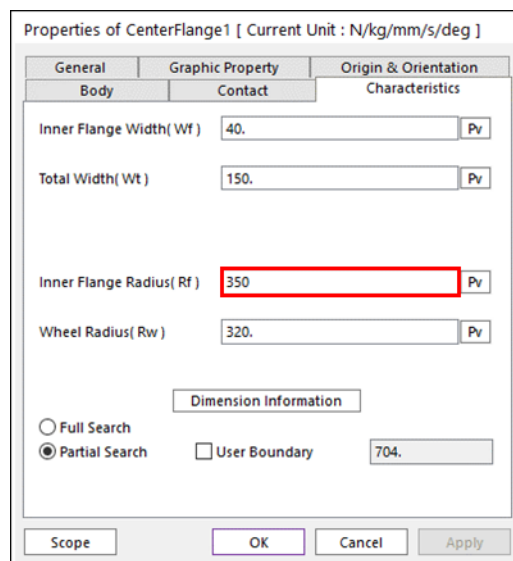 Properties of CenterFlange1 [ Current Unit : N/kg/mm/s/deg ]
General Graphic Property Origin & Orientation
Body Contact Characteristics
Inner Flange Width( Wf ) 40. Pv
Total Width( Wt ) 150. Pv
Inner Flange Radius( Rf ) 350 Pv
Wheel Radius( Rw ) 320. Pv
Dimension Information
Full Search
Partial Search User Boundary 704.
Scope OK Cancel Apply